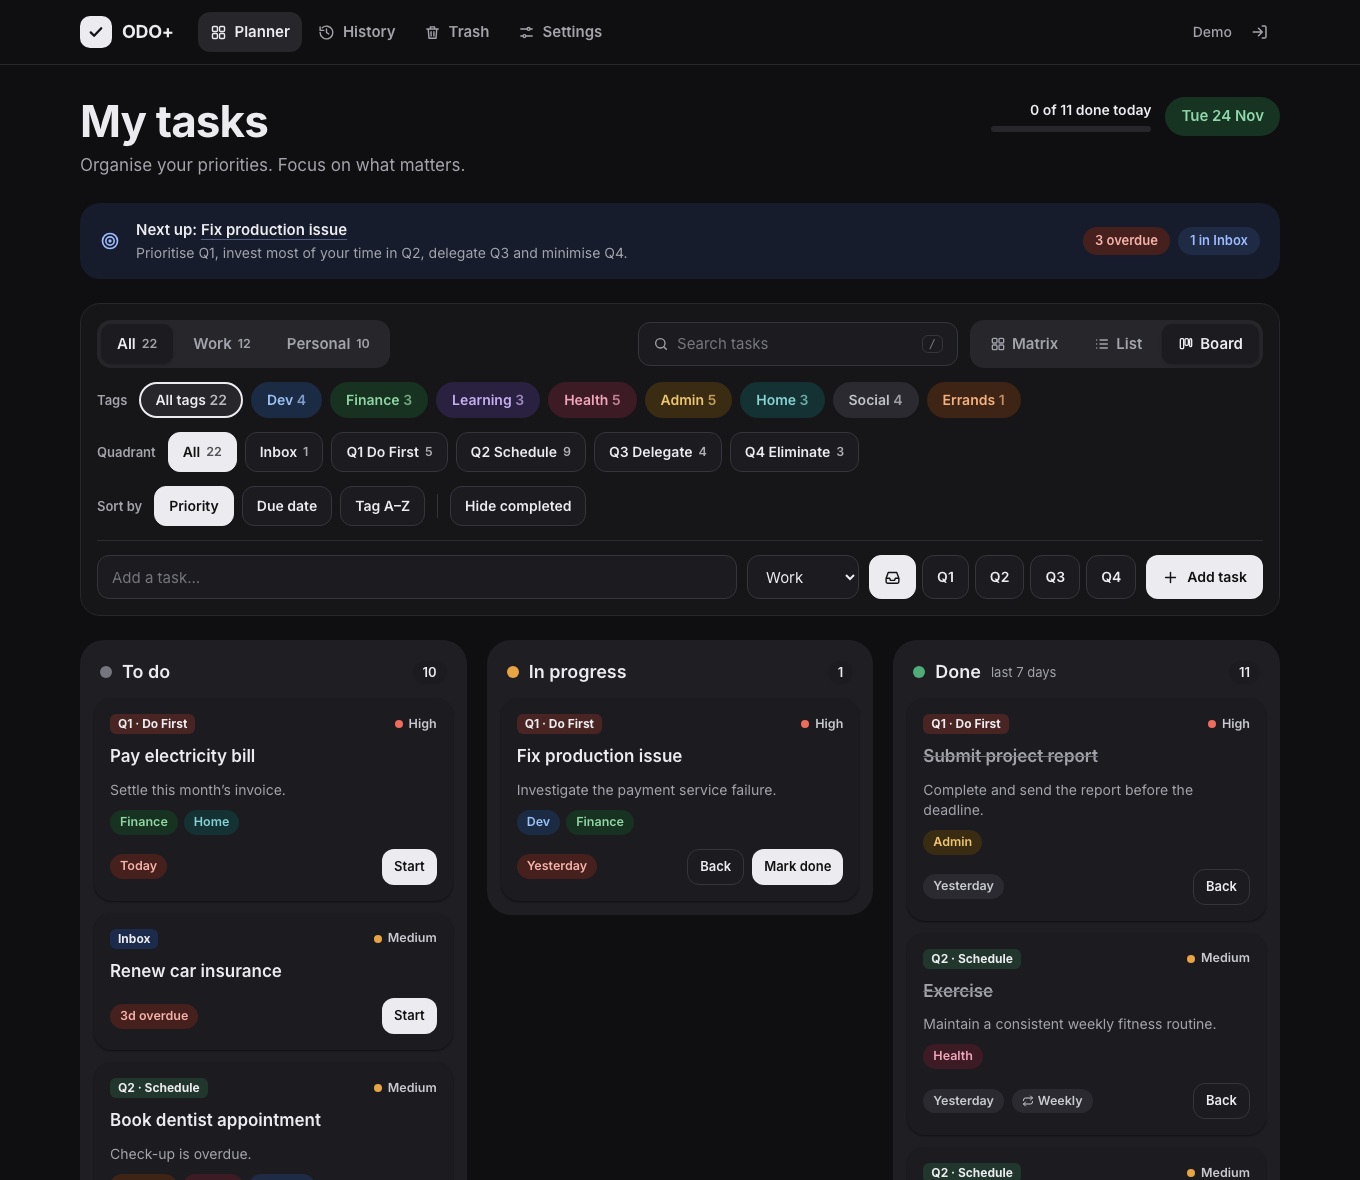 ODO+
Planner
History
Trash
Settings
Demo
My tasks
Organise your priorities. Focus on what matters.
0 of 11 done today
Tue 24 Nov
Next up: Fix production issue
Prioritise Q1, invest most of your time in Q2, delegate Q3 and minimise Q4.
3 overdue
1 in Inbox
All 22
Work 12
Personal 10
Search tasks /
Matrix
List
Board
Tags
All tags 22
Dev 4
Finance 3
Learning 3
Health 5
Admin 5
Home 3
Social 4
Errands 1
Quadrant
All 22
Inbox 1
Q1 Do First 5
Q2 Schedule 9
Q3 Delegate 4
Q4 Eliminate 3
Sort by
Priority
Due date
Tag A–Z
Hide completed
Add a task...
Work
Q1
Q2
Q3
Q4
Add task
To do
10
Q1 · Do First
High
Pay electricity bill
Settle this month’s invoice.
Finance
Home
Today
Start
Inbox
Medium
Renew car insurance
3d overdue
Start
Q2 · Schedule
Medium
Book dentist appointment
Check-up is overdue.
In progress
1
Q1 · Do First
High
Fix production issue
Investigate the payment service failure.
Dev
Finance
Yesterday
Back
Mark done
Done last 7 days
11
Q1 · Do First
High
Submit project report
Complete and send the report before the
deadline.
Admin
Yesterday
Back
Q2 · Schedule
Medium
Exercise
Maintain a consistent weekly fitness routine.
Health
Yesterday
Weekly
Back
Q2 · Schedule
Medium